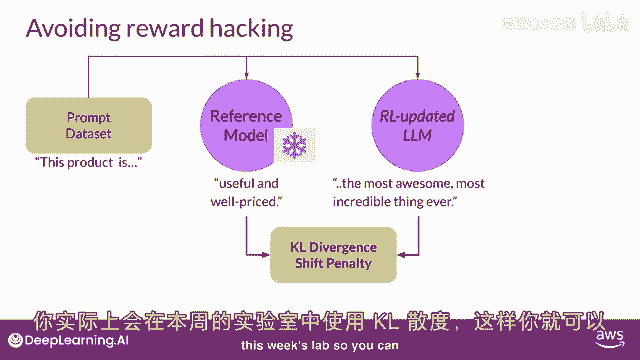 Avoiding reward hacking
Prompt
Dataset
"This product is..."
Reference
Model
"useful and
well-priced."
RL-updated
LLM
"..the most awesome, most
incredible thing ever."
KL Divergence
Shift Penalty
你实际上会在本周的实验室中使用 KL 散度，这样你就可以
this week's lab so you can
DeepLearning.AI
aws